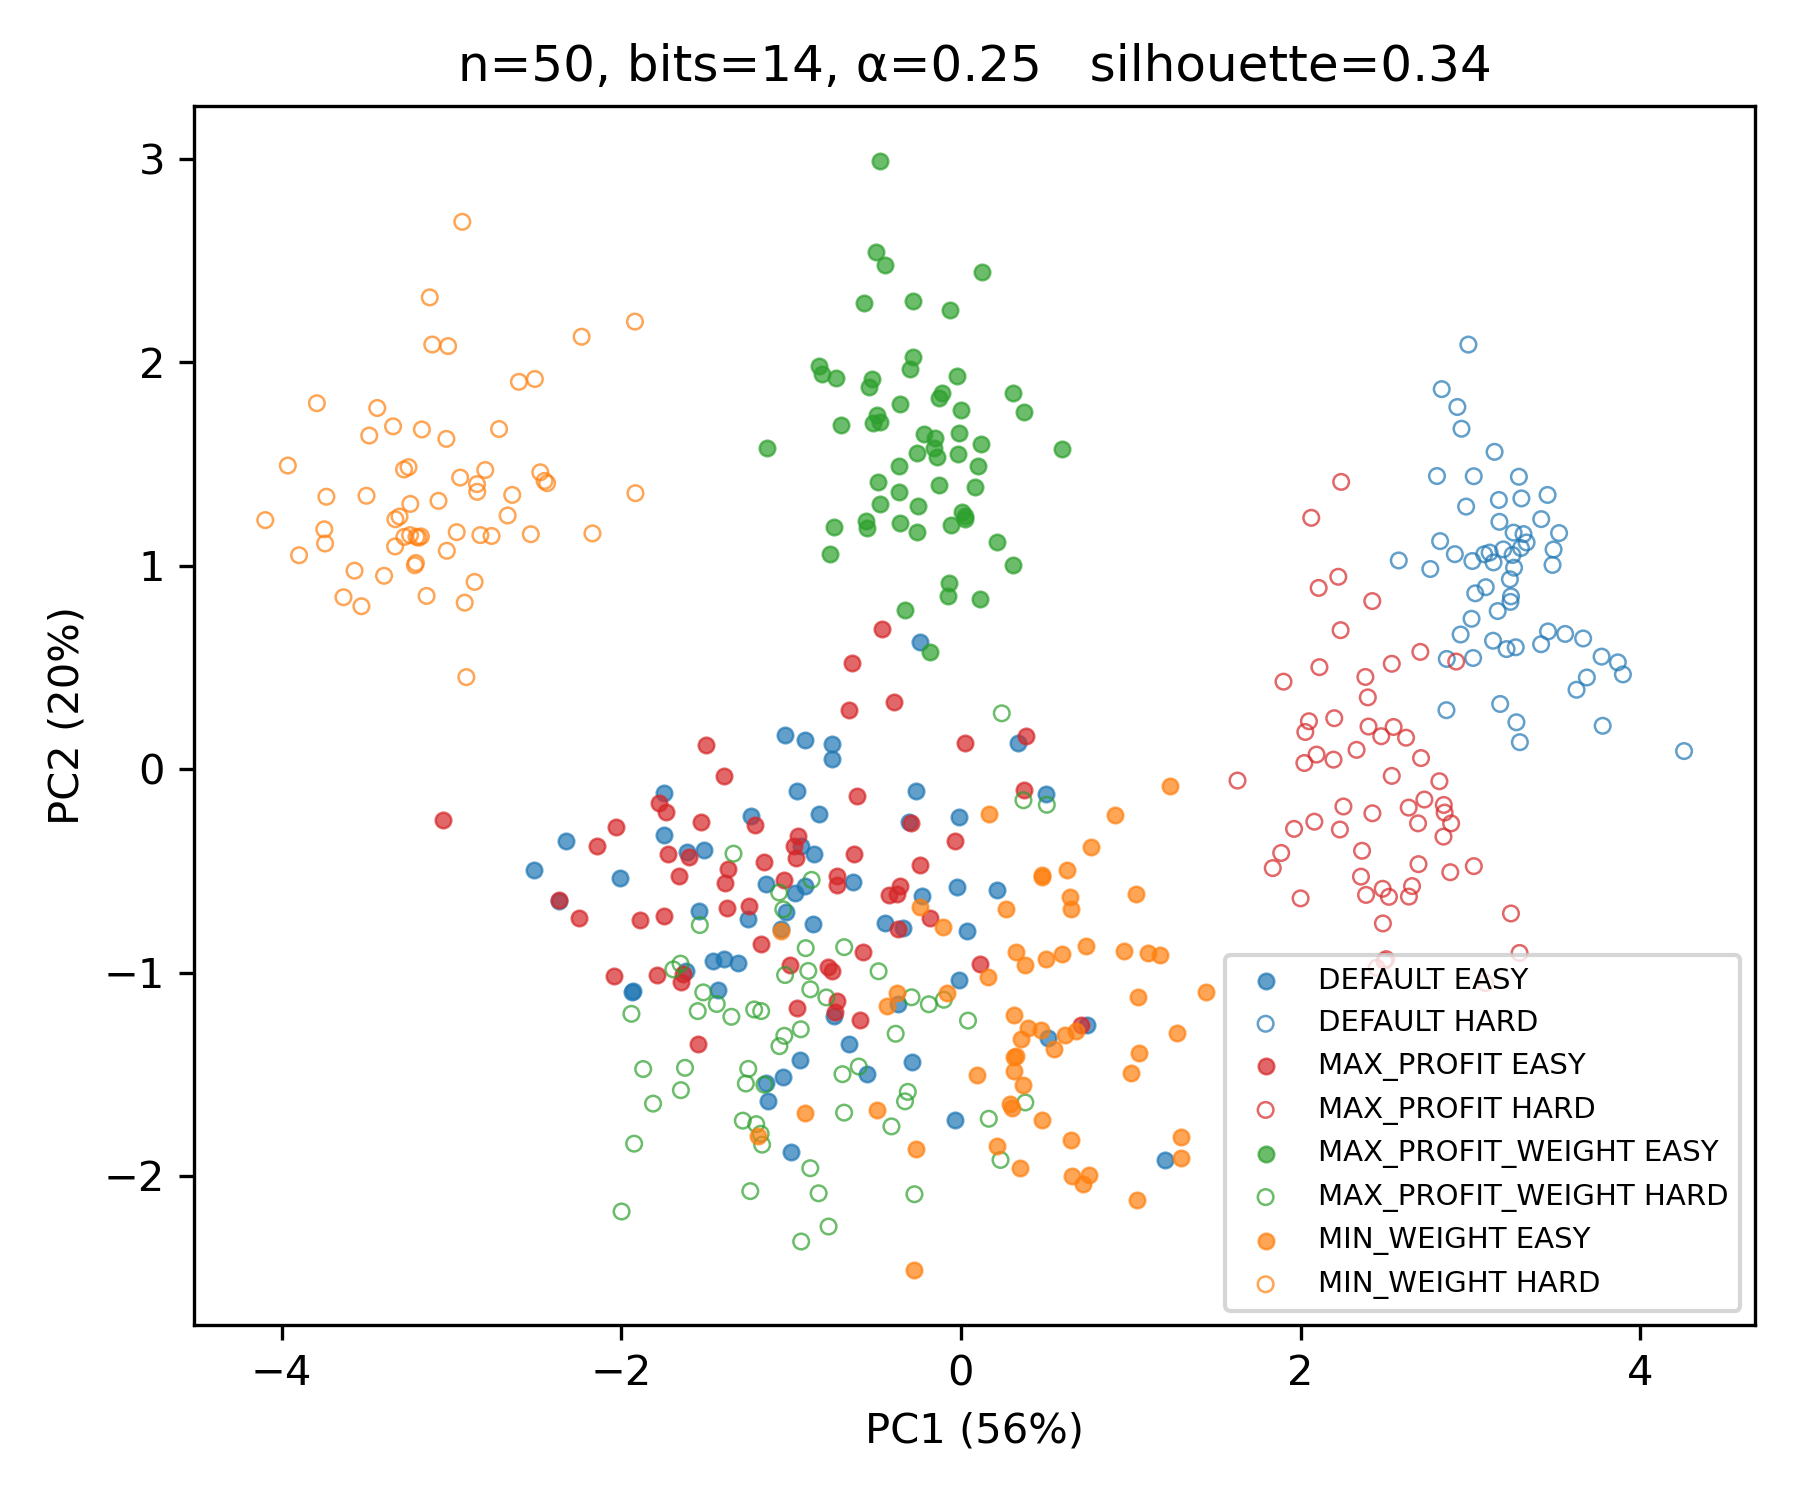 n=50, bits=14, α=0.25   silhouette=0.34
3
2
1
0
−1
−2
PC2 (20%)
−4
−2
0
2
4
PC1 (56%)
DEFAULT EASY
DEFAULT HARD
MAX_PROFIT EASY
MAX_PROFIT HARD
MAX_PROFIT_WEIGHT EASY
MAX_PROFIT_WEIGHT HARD
MIN_WEIGHT EASY
MIN_WEIGHT HARD